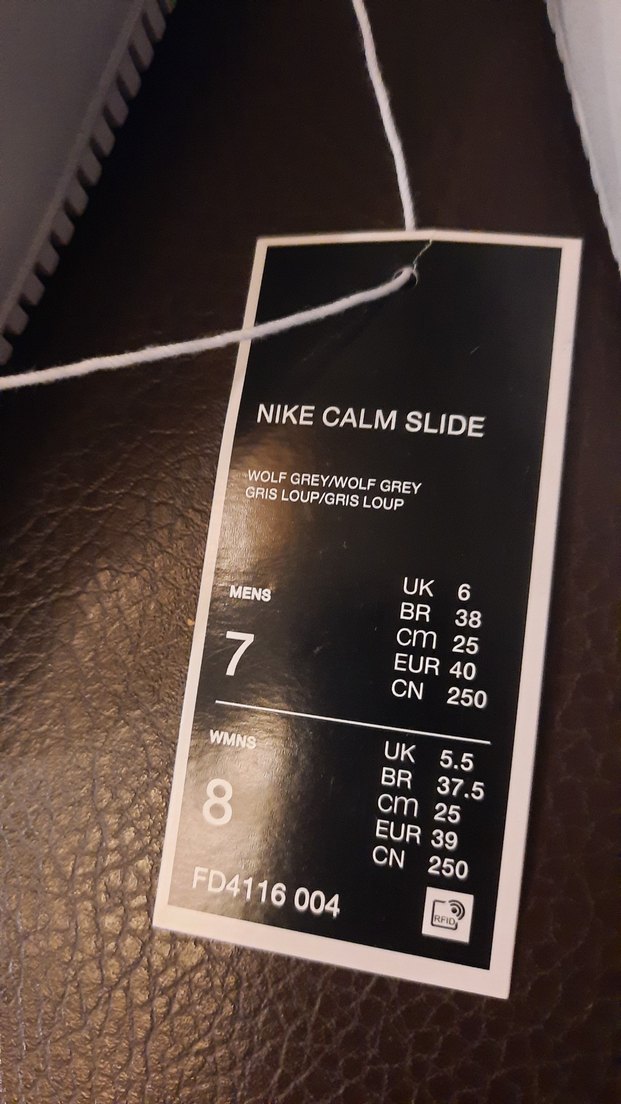 NIKE CALM SLIDE
WOLF GREY/WOLF GREY
GRIS LOUP/GRIS LOUP
MENS
7
UK 6
BR 38
cm 25
EUR 40
CN 250
WMNS
8
UK 5.5
BR 37.5
cm 25
EUR 39
CN 250
FD4116 004
RFID